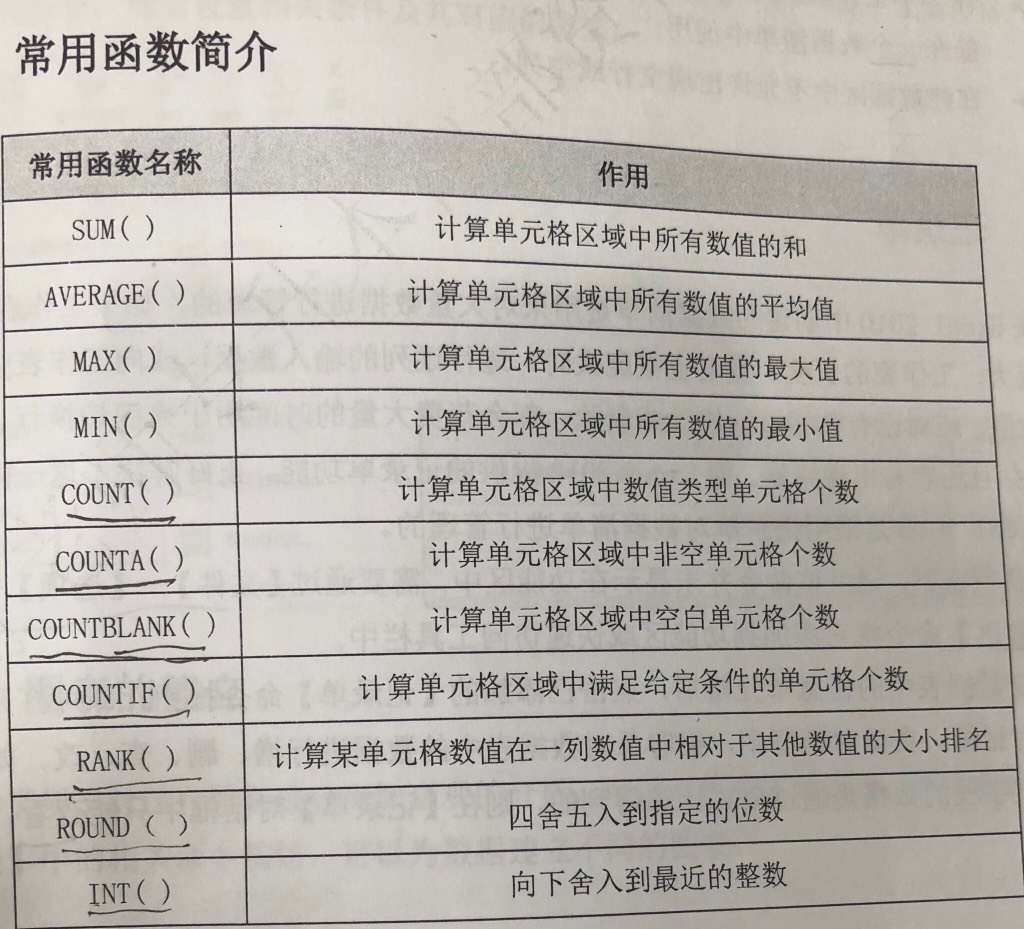 常用函数简介
常用函数名称 作用
SUM( ) 计算单元格区域中所有数值的和
AVERAGE( ) 计算单元格区域中所有数值的平均值
MAX( ) 计算单元格区域中所有数值的最大值
MIN( ) 计算单元格区域中所有数值的最小值
COUNT( ) 计算单元格区域中数值类型单元格个数
COUNTA( ) 计算单元格区域中非空单元格个数
COUNTBLANK( ) 计算单元格区域中空白单元格个数
COUNTIF( ) 计算单元格区域中满足给定条件的单元格个数
RANK( ) 计算某单元格数值在一列数值中相对于其他数值的大小排名
ROUND ( ) 四舍五入到指定的位数
INT( ) 向下舍入到最近的整数